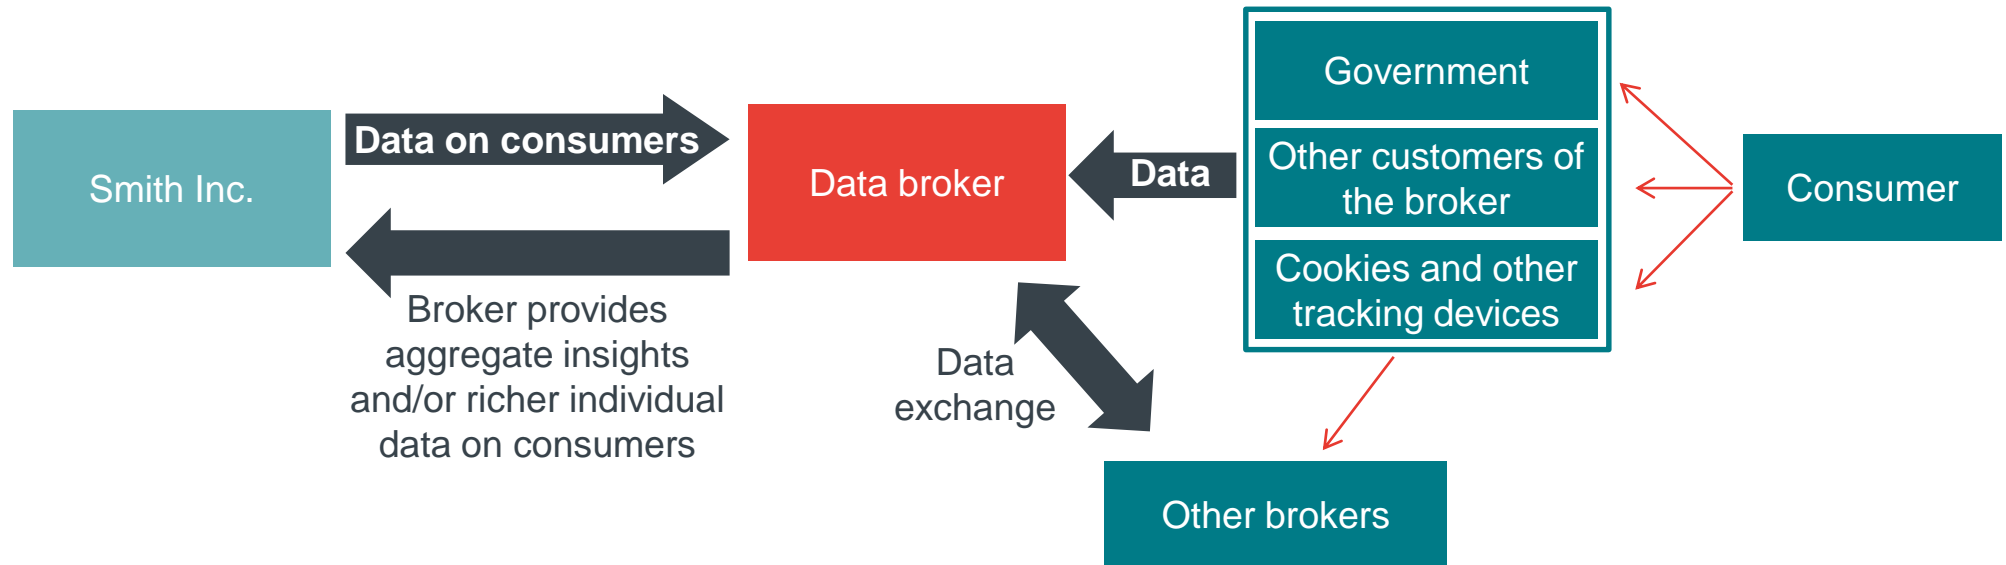 Smith Inc.
Data on consumers
Broker provides
aggregate insights
and/or richer individual
data on consumers
Data broker
Data
exchange
Data
Government
Other customers of
the broker
Cookies and other
tracking devices
Other brokers
Consumer